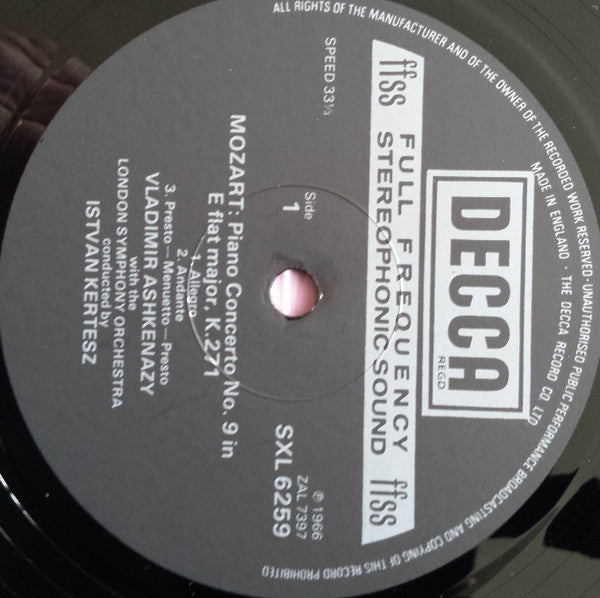 ALL RIGHTS OF THE MANUFACTURER AND OF THE OWNER OF THE RECORDED WORK RESERVED · UNAUTHORISED PUBLIC PERFORMANCE BROADCASTING AND COPYING OF THIS RECORD PROHIBITED
MADE IN ENGLAND · THE DECCA RECORD CO. LTD
DECCA
REGD
ffss FULL FREQUENCY ffss
STEREOPHONIC SOUND
SPEED 33⅓
Side
1
℗ 1966
ZAL 7397
SXL 6259
MOZART: Piano Concerto No. 9 in
E flat major, K.271
1. Allegro
2. Andante
3. Presto—Menuetto—Presto
VLADIMIR ASHKENAZY
with the
LONDON SYMPHONY ORCHESTRA
conducted by
ISTVAN KERTESZ